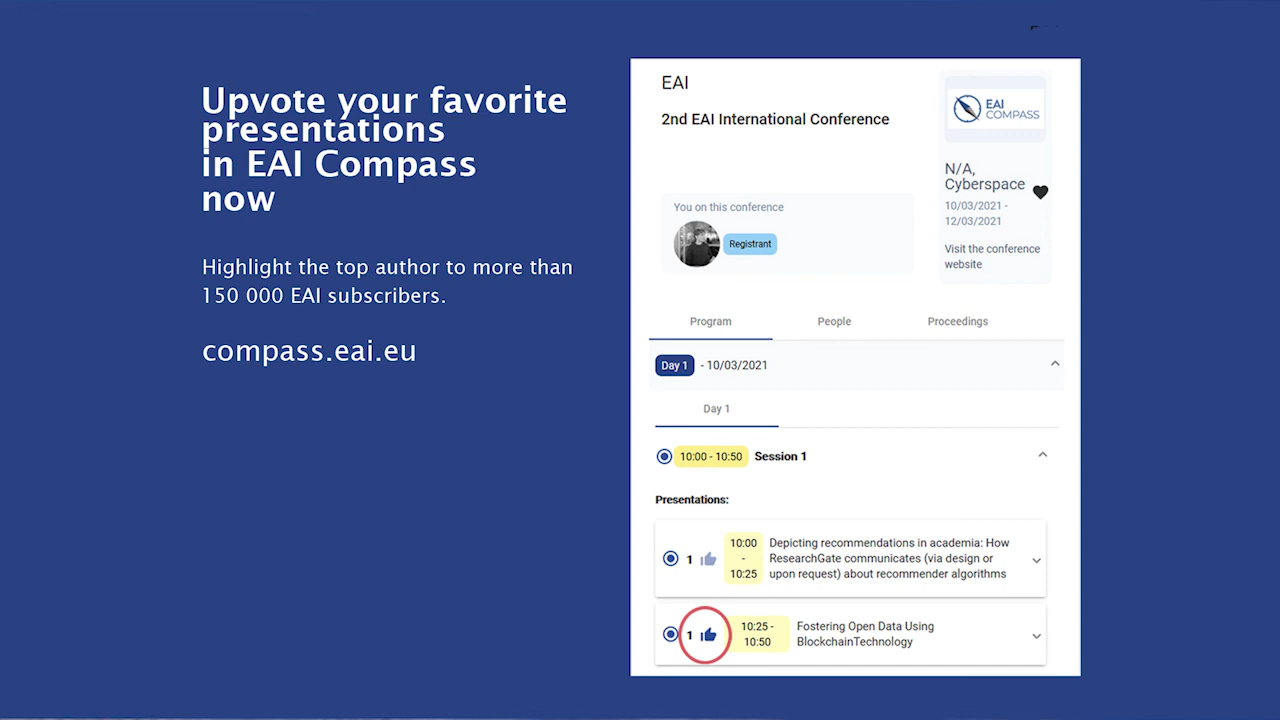 Upvote your favorite
presentations
in EAI Compass
now
Highlight the top author to more than
150 000 EAI subscribers.
compass.eai.eu
EAI
2nd EAI International Conference
EAI
COMPASS
N/A,
Cyberspace
10/03/2021 -
12/03/2021
Visit the conference
website
You on this conference
Registrant
Program
People
Proceedings
Day 1 - 10/03/2021
Day 1
10:00 - 10:50 Session 1
Presentations:
1
10:00
-
10:25
Depicting recommendations in academia: How
ResearchGate communicates (via design or
upon request) about recommender algorithms
1
10:25 -
10:50
Fostering Open Data Using
BlockchainTechnology